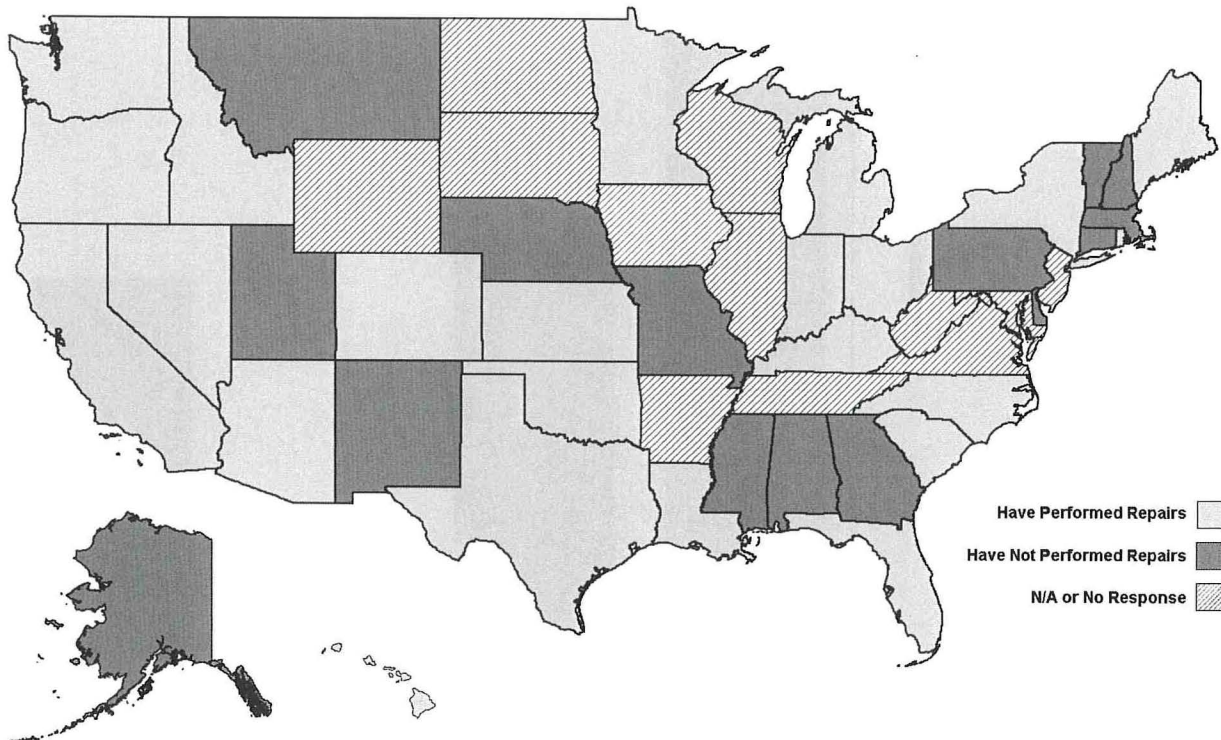 Have Performed Repairs
Have Not Performed Repairs
N/A or No Response